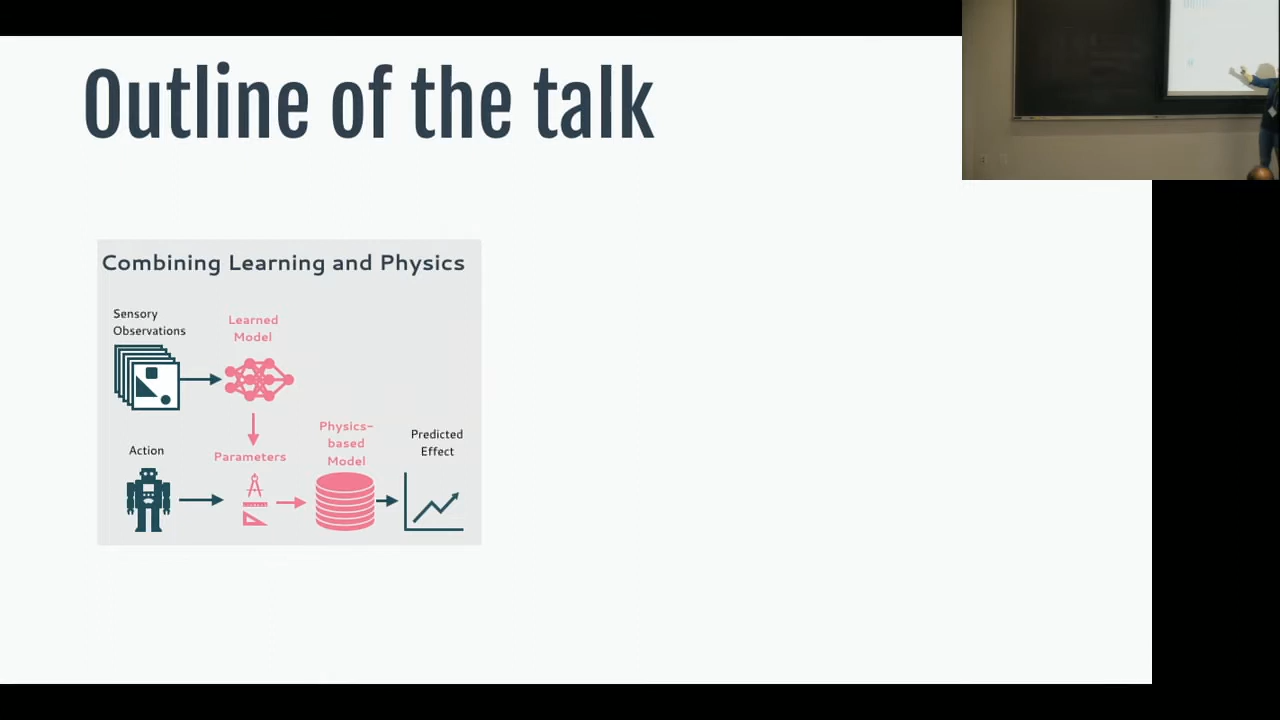 Outline of the talk
Combining Learning and Physics
Sensory
Observations
Learned
Model
Action
Parameters
Physics-
based
Model
Predicted
Effect